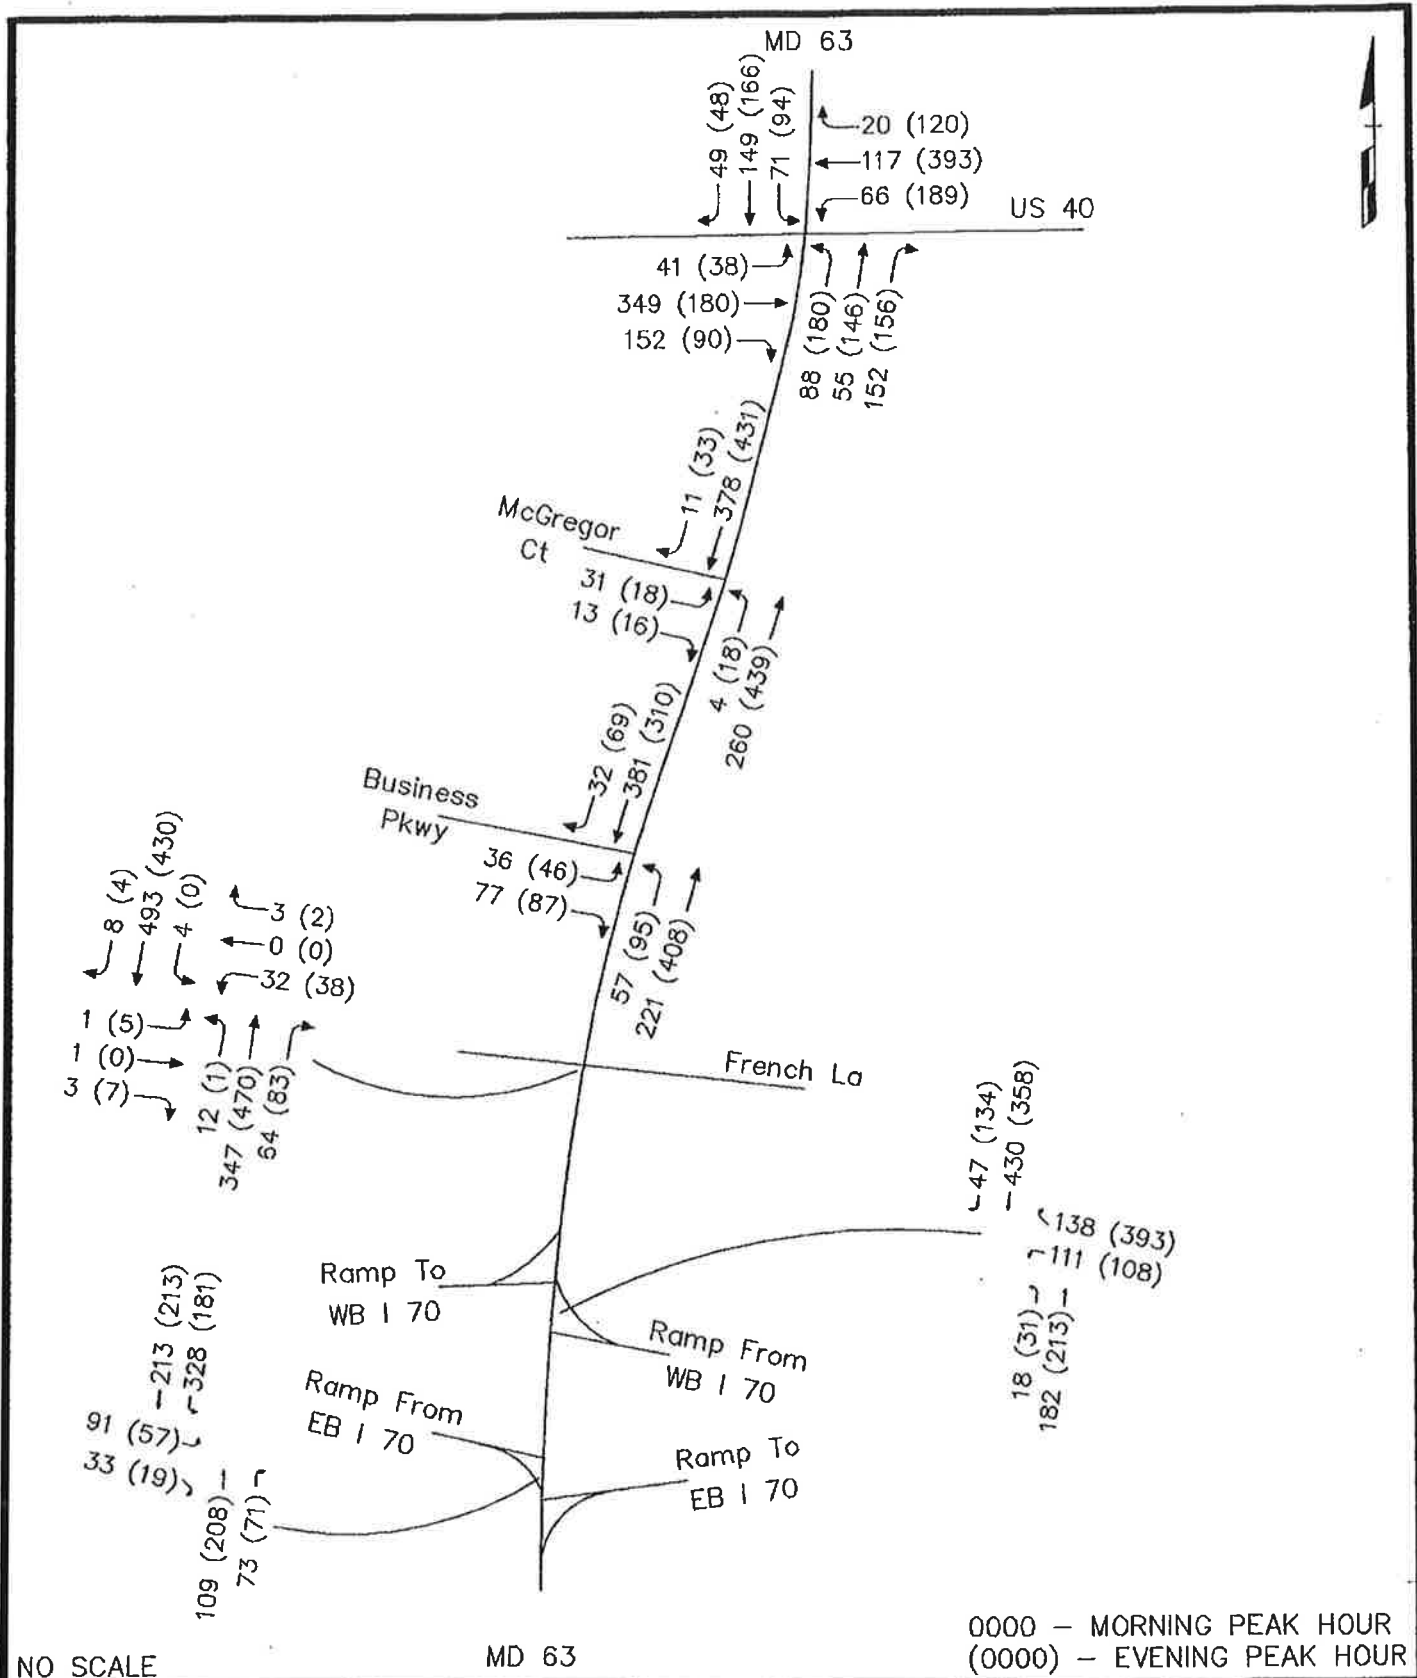 MD 63
49 (48)
149 (166)
71 (94)
20 (120)
117 (393)
66 (189)
US 40
41 (38)
349 (180)
152 (90)
88 (180)
55 (146)
152 (156)
11 (33)
378 (431)
McGregor
Ct
31 (18)
13 (16)
4 (18)
260 (439)
32 (69)
381 (310)
Business
Pkwy
36 (46)
77 (87)
57 (95)
221 (408)
8 (4)
493 (430)
4 (0)
3 (2)
0 (0)
32 (38)
1 (5)
1 (0)
3 (7)
12 (1)
347 (470)
64 (83)
French La
47 (134)
430 (358)
138 (393)
111 (108)
18 (31)
182 (213)
Ramp To
WB I 70
Ramp From
WB I 70
213 (213)
328 (181)
91 (57)
33 (19)
109 (208)
73 (71)
Ramp From
EB I 70
Ramp To
EB I 70
0000 – MORNING PEAK HOUR
(0000) – EVENING PEAK HOUR
NO SCALE
MD 63